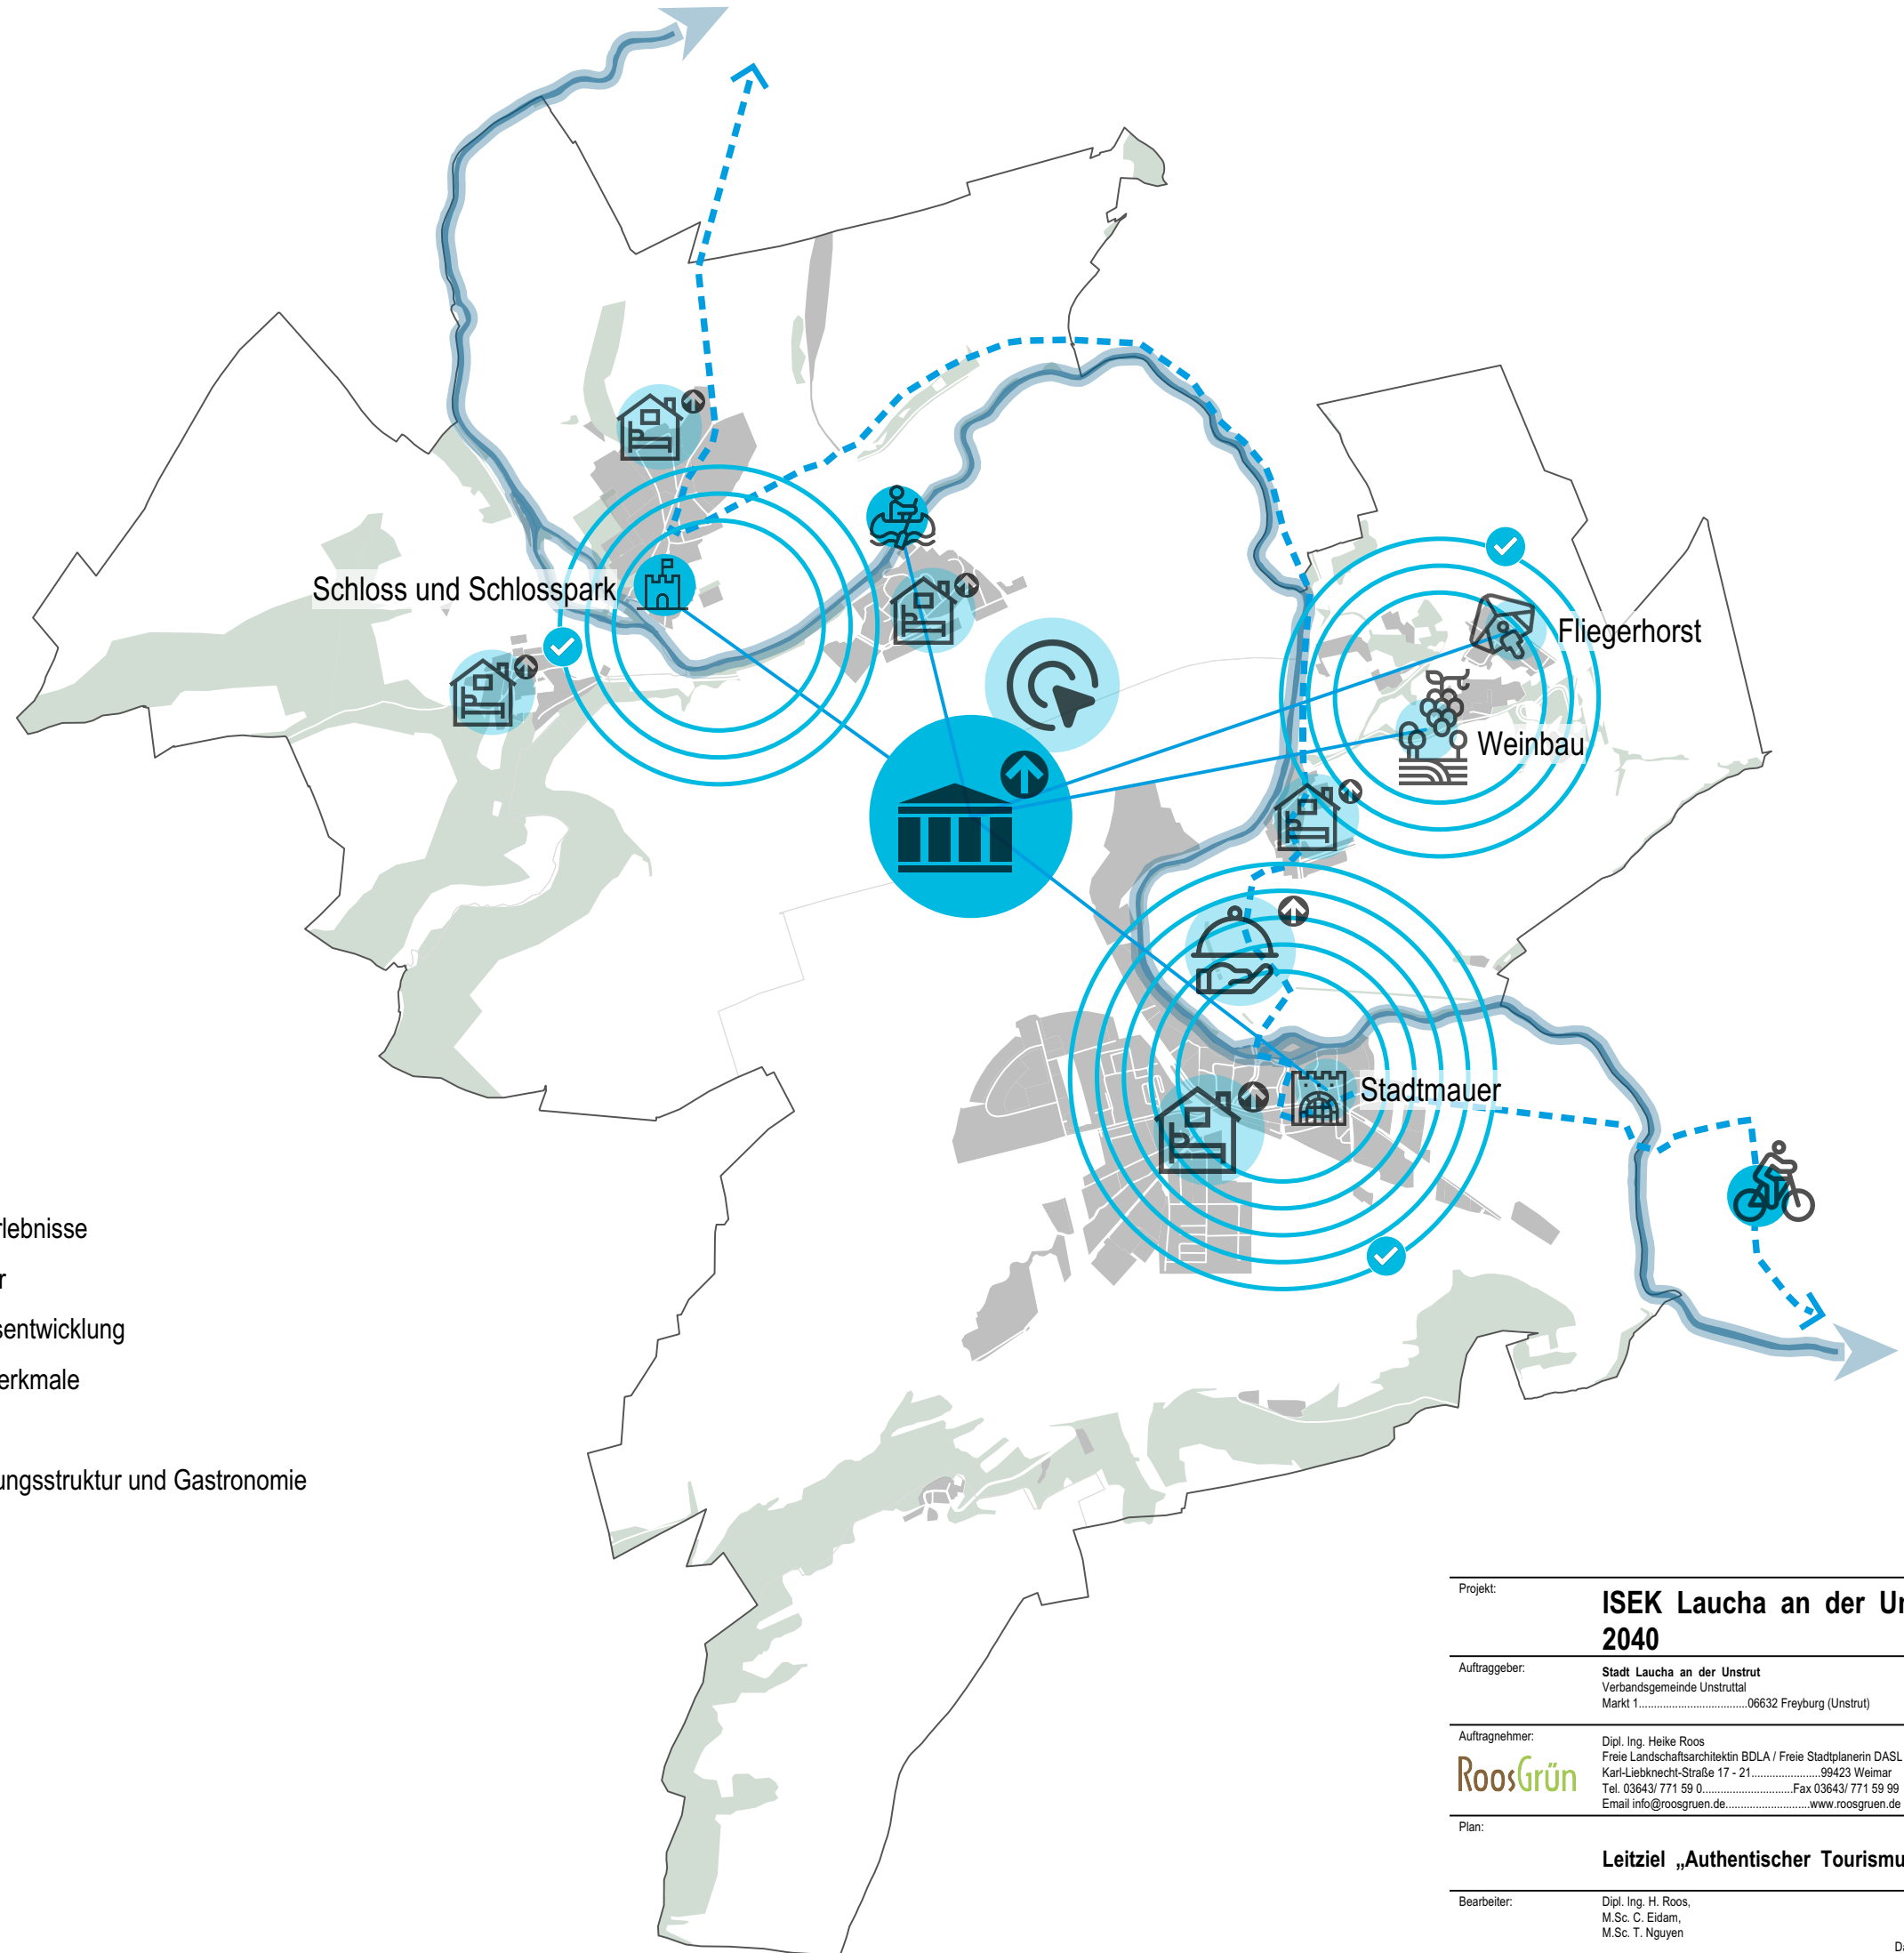 Schloss und Schlosspark
Fliegerhorst
Weinbau
Stadtmauer
rlebnisse
r
sentwicklung
erkmale
ungsstruktur und Gastronomie
Projekt:
ISEK Laucha an der Un
2040
Auftraggeber:
Stadt Laucha an der Unstrut
Verbandsgemeinde Unstruttal
Markt 1....................................06632 Freyburg (Unstrut)
Auftragnehmer:
RoosGrün
Dipl. Ing. Heike Roos
Freie Landschaftsarchitektin BDLA / Freie Stadtplanerin DASL
Karl-Liebknecht-Straße 17 - 21.......................99423 Weimar
Tel. 03643/ 771 59 0..............................Fax 03643/ 771 59 99
Email info@roosgruen.de...........................www.roosgruen.de
Plan:
Leitziel „Authentischer Tourismu
Bearbeiter:
Dipl. Ing. H. Roos,
M.Sc. C. Eidam,
M.Sc. T. Nguyen